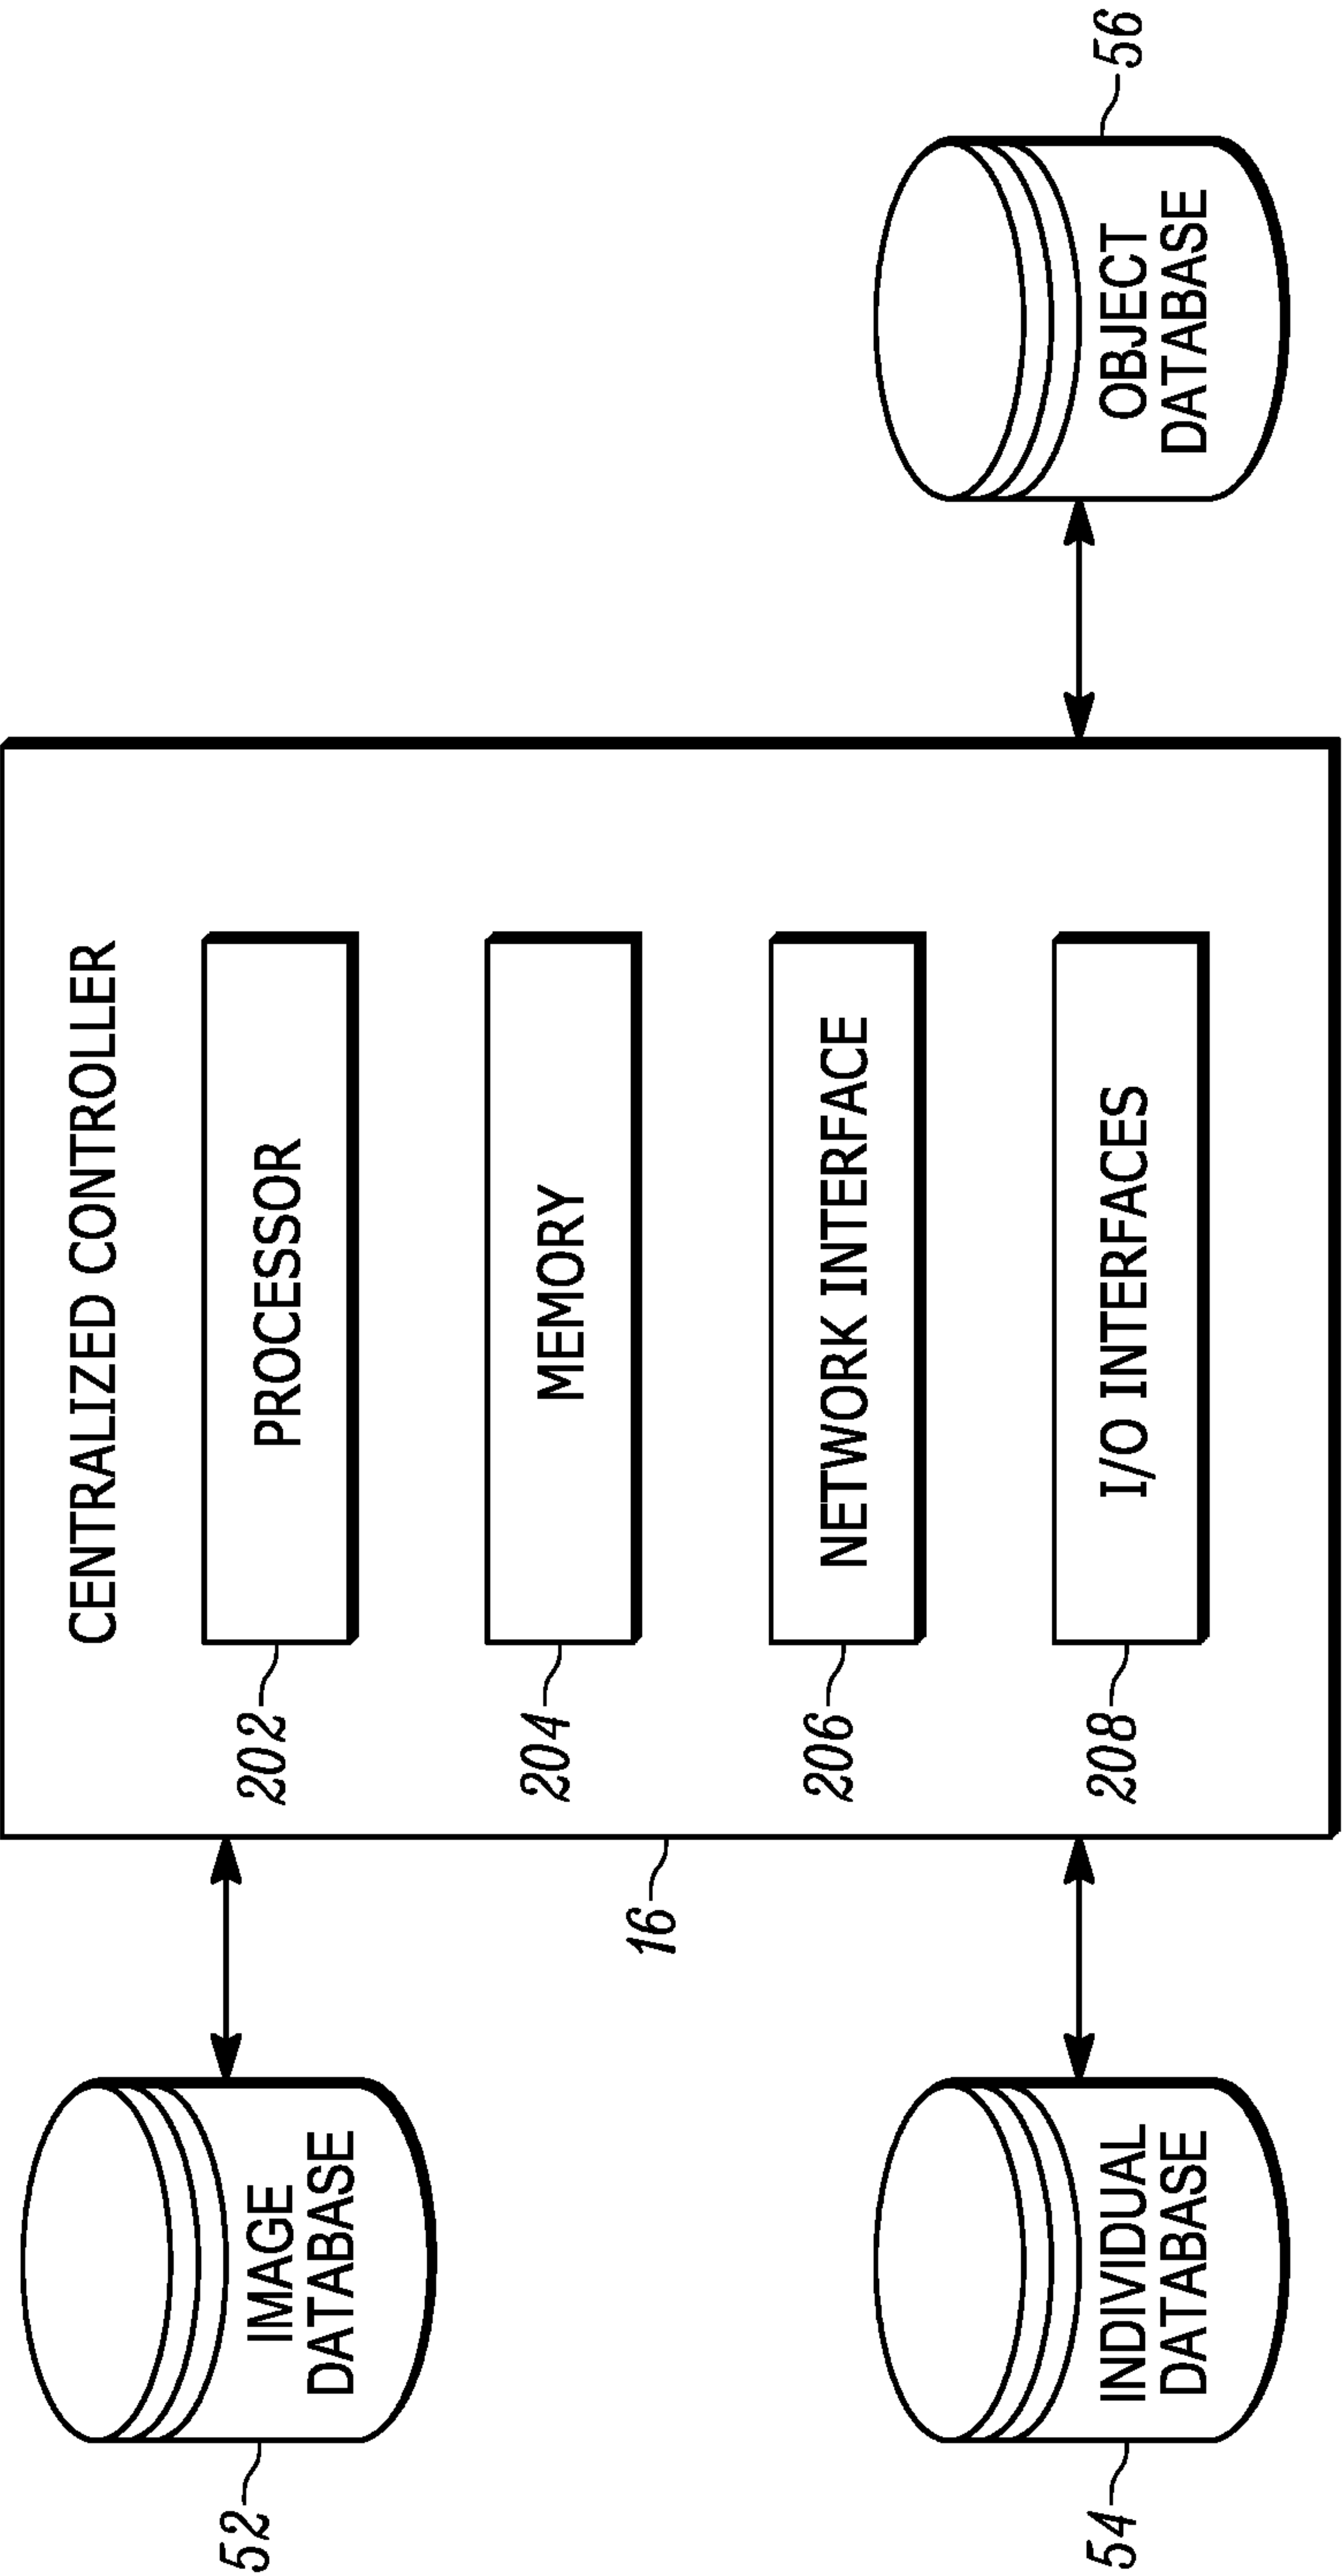 CENTRALIZED CONTROLLER
52
IMAGE
DATABASE
202
PROCESSOR
204
MEMORY
16
206
NETWORK INTERFACE
54
INDIVIDUAL
DATABASE
208
I/O INTERFACES
OBJECT
DATABASE
56